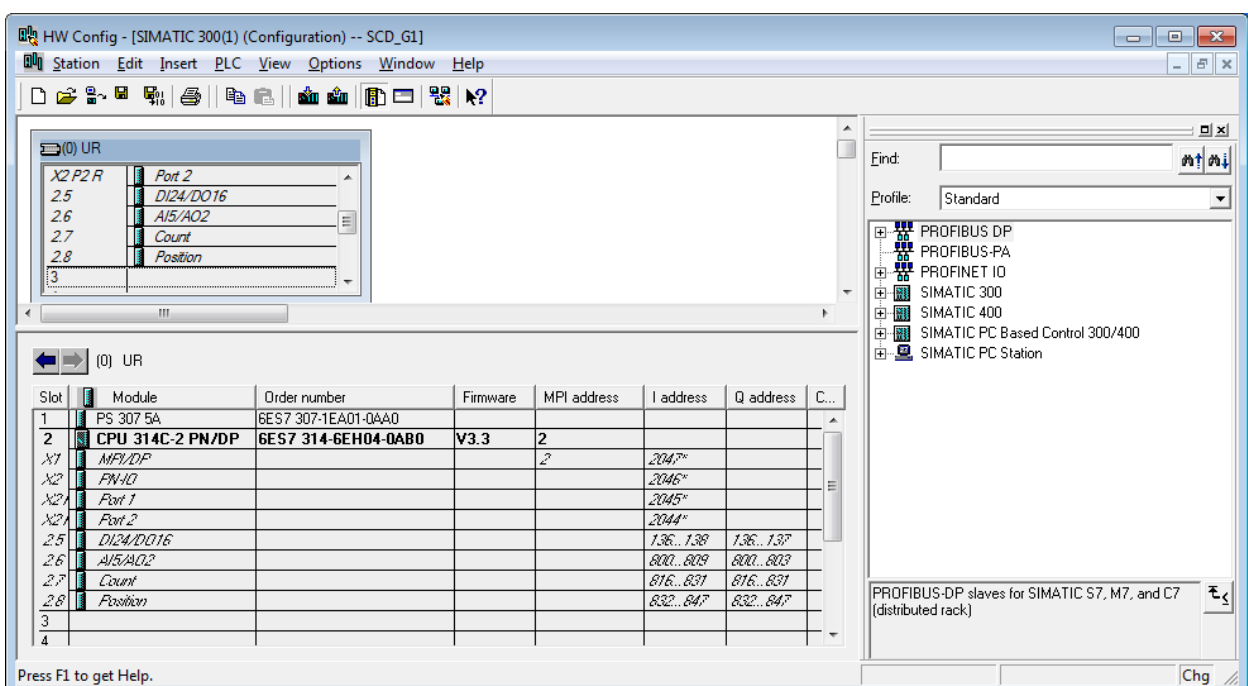 HW Config - [SIMATIC 300(1) (Configuration) -- SCD_G1]
Station Edit Insert PLC View Options Window Help
(0) UR
X2 P2 R Port 2
2.5 DI24/DO16
2.6 AI5/AO2
2.7 Count
2.8 Position
3
Find:
Profile: Standard
PROFIBUS DP
PROFIBUS-PA
PROFINET IO
SIMATIC 300
SIMATIC 400
SIMATIC PC Based Control 300/400
SIMATIC PC Station
(0) UR
Slot Module Order number Firmware MPI address I address Q address C...
1 PS 307 5A 6ES7 307-1EA01-0AA0
2 CPU 314C-2 PN/DP 6ES7 314-6EH04-0AB0 V3.3 2
X1 MPI/DP 2 2047*
X2 PN-IO 2046*
X2 Port 1 2045*
X2 Port 2 2044*
2.5 DI24/DO16 136...138 136...137
2.6 AI5/AO2 800...809 800...803
2.7 Count 816...831 816...831
2.8 Position 832...847 832...847
3
4
PROFIBUS-DP slaves for SIMATIC S7, M7, and C7
(distributed rack)
Press F1 to get Help.
Chg